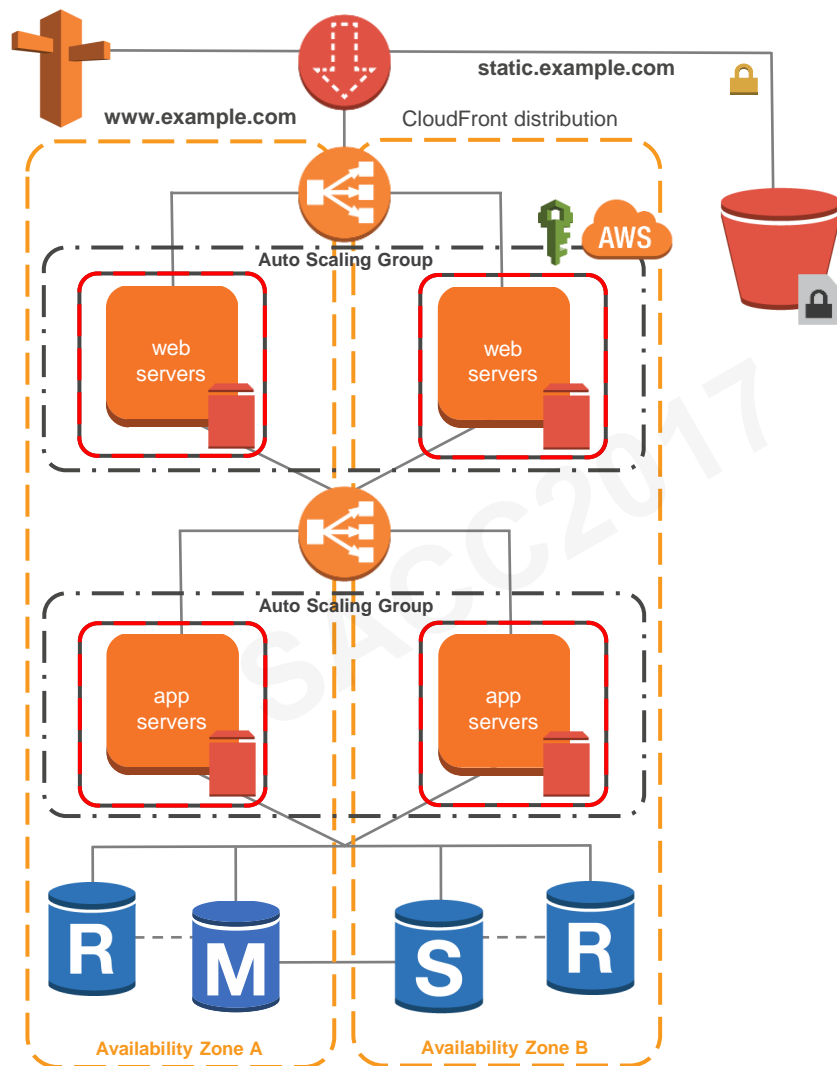 static.example.com
www.example.com
CloudFront distribution
AWS
Auto Scaling Group
web
servers
web
servers
SACC2017
Auto Scaling Group
app
servers
app
servers
R
M
S
R
Availability Zone A
Availability Zone B